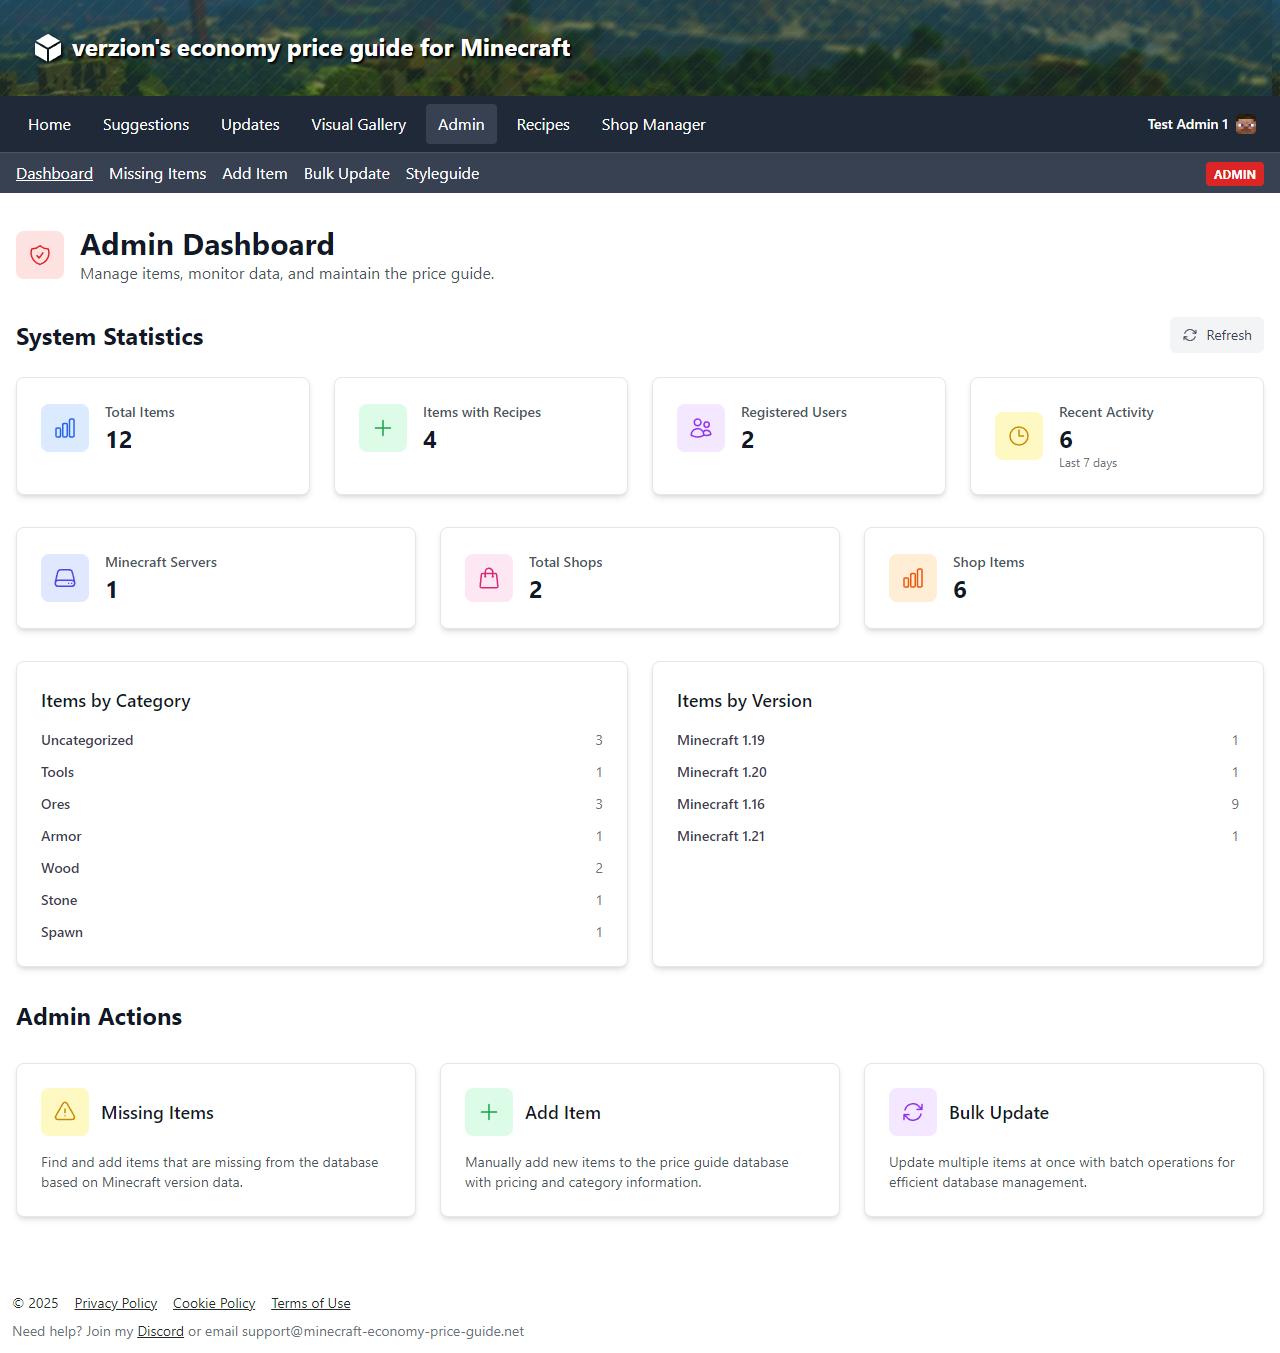 verzion's economy price guide for Minecraft
Home Suggestions Updates Visual Gallery Admin Recipes Shop Manager Test Admin 1
Dashboard Missing Items Add Item Bulk Update Styleguide ADMIN
Admin Dashboard
Manage items, monitor data, and maintain the price guide.
System Statistics Refresh
Total Items
12
Items with Recipes
4
Registered Users
2
Recent Activity
6
Last 7 days
Minecraft Servers
1
Total Shops
2
Shop Items
6
Items by Category
Uncategorized 3
Tools 1
Ores 3
Armor 1
Wood 2
Stone 1
Spawn 1
Items by Version
Minecraft 1.19 1
Minecraft 1.20 1
Minecraft 1.16 9
Minecraft 1.21 1
Admin Actions
Missing Items
Find and add items that are missing from the database
based on Minecraft version data.
Add Item
Manually add new items to the price guide database
with pricing and category information.
Bulk Update
Update multiple items at once with batch operations for
efficient database management.
© 2025 Privacy Policy Cookie Policy Terms of Use
Need help? Join my Discord or email support@minecraft-economy-price-guide.net